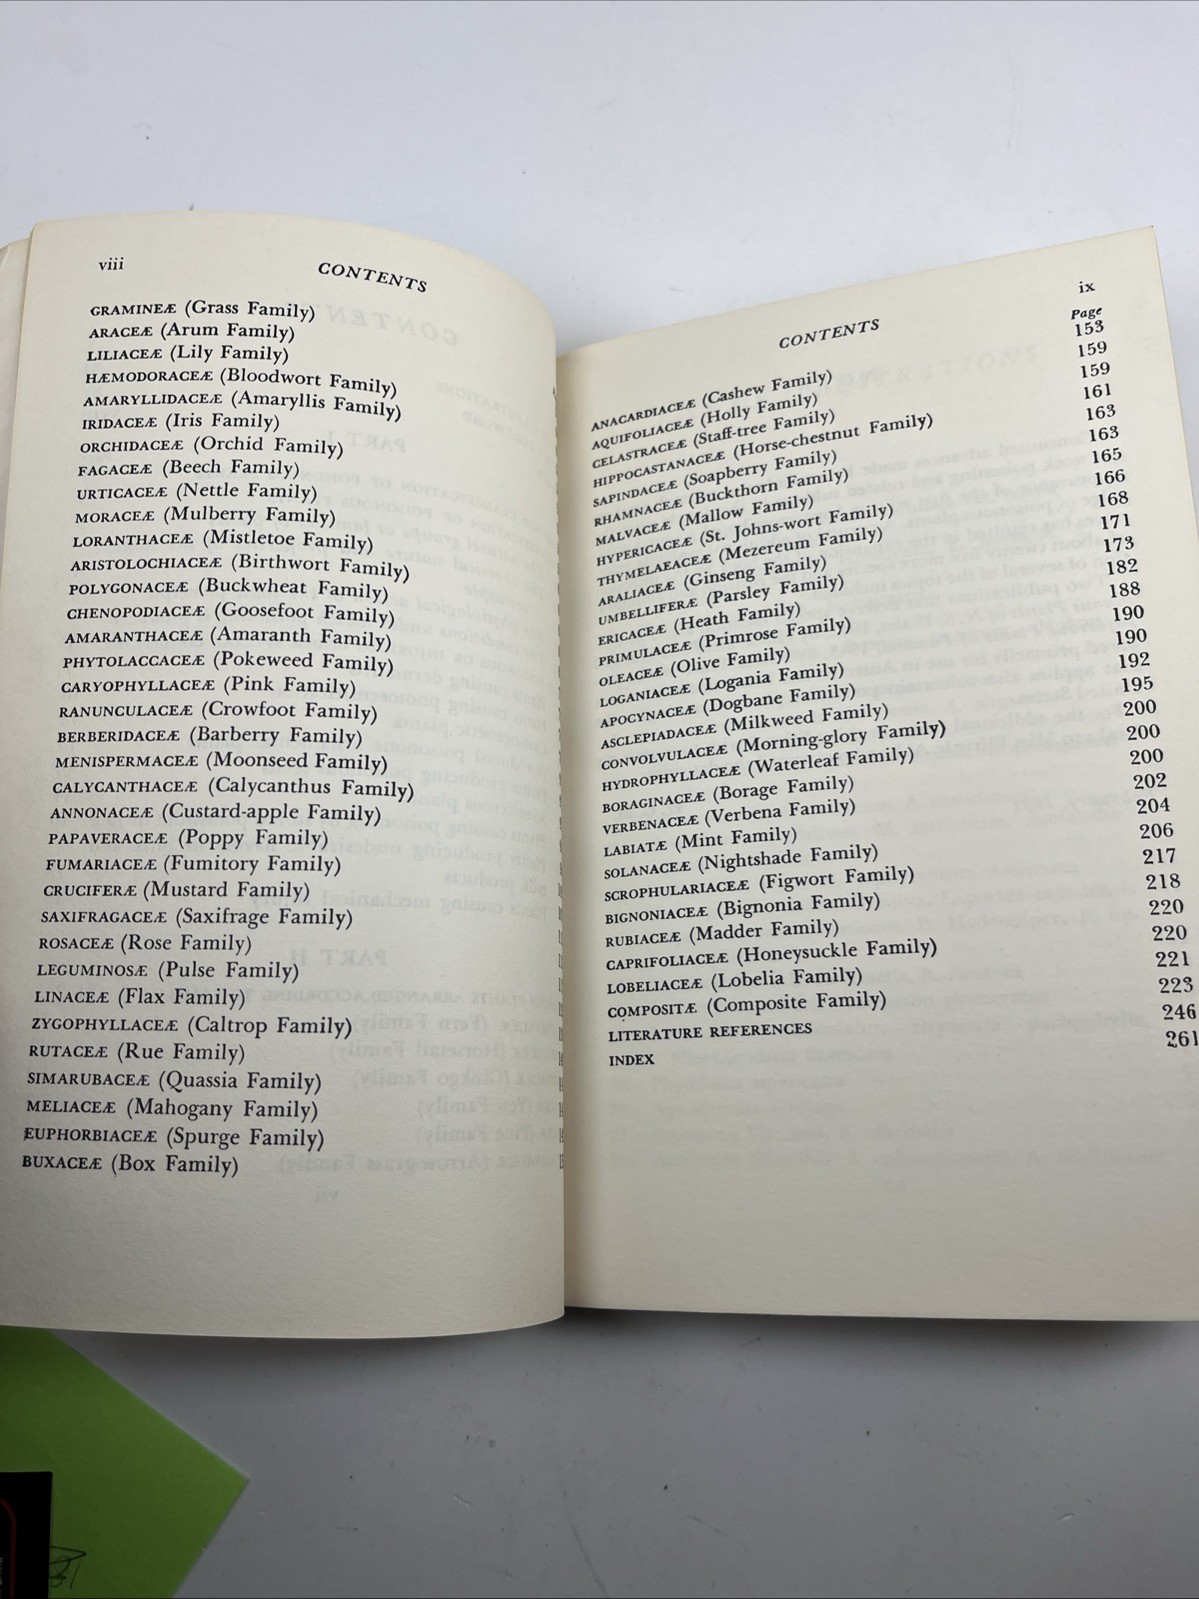 viii
CONTENTS
GRAMINEÆ (Grass Family)
ARACEÆ (Arum Family)
LILIACEÆ (Lily Family)
HÆMODORACEÆ (Bloodwort Family)
AMARYLLIDACEÆ (Amaryllis Family)
IRIDACEÆ (Iris Family)
ORCHIDACEÆ (Orchid Family)
FAGACEÆ (Beech Family)
URTICACEÆ (Nettle Family)
MORACEÆ (Mulberry Family)
LORANTHACEÆ (Mistletoe Family)
ARISTOLOCHIACEÆ (Birthwort Family)
POLYGONACEÆ (Buckwheat Family)
CHENOPODIACEÆ (Goosefoot Family)
AMARANTHACEÆ (Amaranth Family)
PHYTOLACCACEÆ (Pokeweed Family)
CARYOPHYLLACEÆ (Pink Family)
RANUNCULACEÆ (Crowfoot Family)
BERBERIDACEÆ (Barberry Family)
MENISPERMACEÆ (Moonseed Family)
CALYCANTHACEÆ (Calycanthus Family)
ANNONACEÆ (Custard-apple Family)
PAPAVERACEÆ (Poppy Family)
FUMARIACEÆ (Fumitory Family)
CRUCIFERÆ (Mustard Family)
SAXIFRAGACEÆ (Saxifrage Family)
ROSACEÆ (Rose Family)
LEGUMINOSÆ (Pulse Family)
LINACEÆ (Flax Family)
ZYGOPHYLLACEÆ (Caltrop Family)
RUTACEÆ (Rue Family)
SIMARUBACEÆ (Quassia Family)
MELIACEÆ (Mahogany Family)
EUPHORBIACEÆ (Spurge Family)
BUXACEÆ (Box Family)
ix
CONTENTS
Page
ANACARDIACEÆ (Cashew Family) 153
AQUIFOLIACEÆ (Holly Family) 159
CELASTRACEÆ (Staff-tree Family) 159
HIPPOCASTANACEÆ (Horse-chestnut Family) 161
SAPINDACEÆ (Soapberry Family) 163
RHAMNACEÆ (Buckthorn Family) 163
MALVACEÆ (Mallow Family) 165
HYPERICACEÆ (St. Johns-wort Family) 166
THYMELAEACEÆ (Mezereum Family) 168
ARALIACEÆ (Ginseng Family) 171
UMBELLIFERÆ (Parsley Family) 173
ERICACEÆ (Heath Family) 182
PRIMULACEÆ (Primrose Family) 188
OLEACEÆ (Olive Family) 190
LOGANIACEÆ (Logania Family) 190
APOCYNACEÆ (Dogbane Family) 192
ASCLEPIADACEÆ (Milkweed Family) 195
CONVOLVULACEÆ (Morning-glory Family) 200
HYDROPHYLLACEÆ (Waterleaf Family) 200
BORAGINACEÆ (Borage Family) 200
VERBENACEÆ (Verbena Family) 202
LABIATÆ (Mint Family) 204
SOLANACEÆ (Nightshade Family) 206
SCROPHULARIACEÆ (Figwort Family) 217
BIGNONIACEÆ (Bignonia Family) 218
RUBIACEÆ (Madder Family) 220
CAPRIFOLIACEÆ (Honeysuckle Family) 220
LOBELIACEÆ (Lobelia Family) 221
COMPOSITÆ (Composite Family) 223
LITERATURE REFERENCES 246
INDEX 261